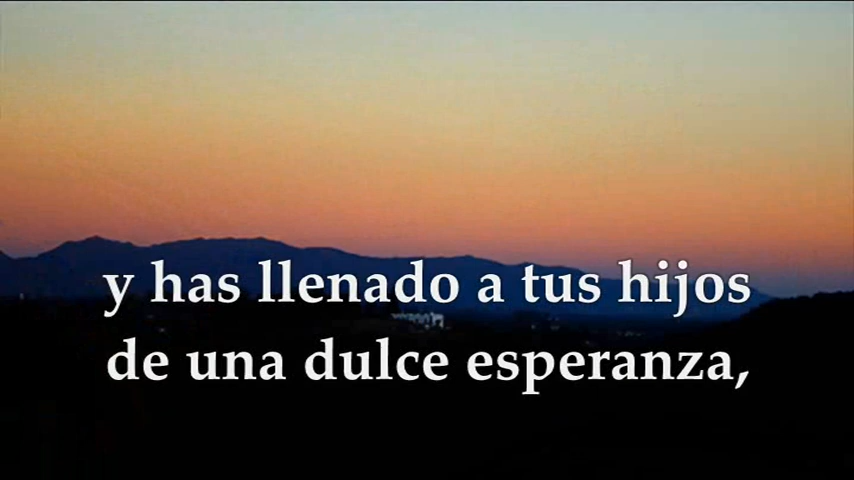 y has llenado a tus hijos
de una dulce esperanza,